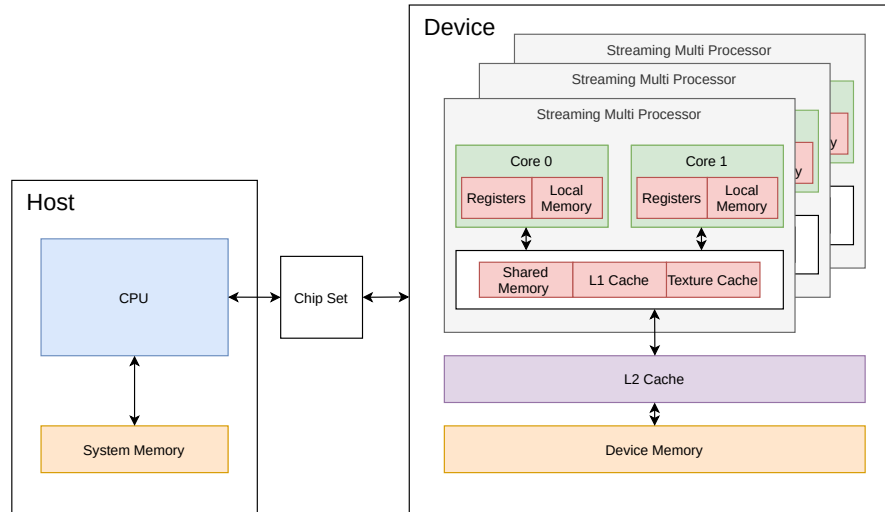 Device
Streaming Multi Processor
Streaming Multi Processor
Streaming Multi Processor
Core 0
Core 1
Registers
Local
Memory
Registers
Local
Memory
y
y
Shared
Memory
L1 Cache
Texture Cache
L2 Cache
Device Memory
Host
CPU
Chip Set
System Memory